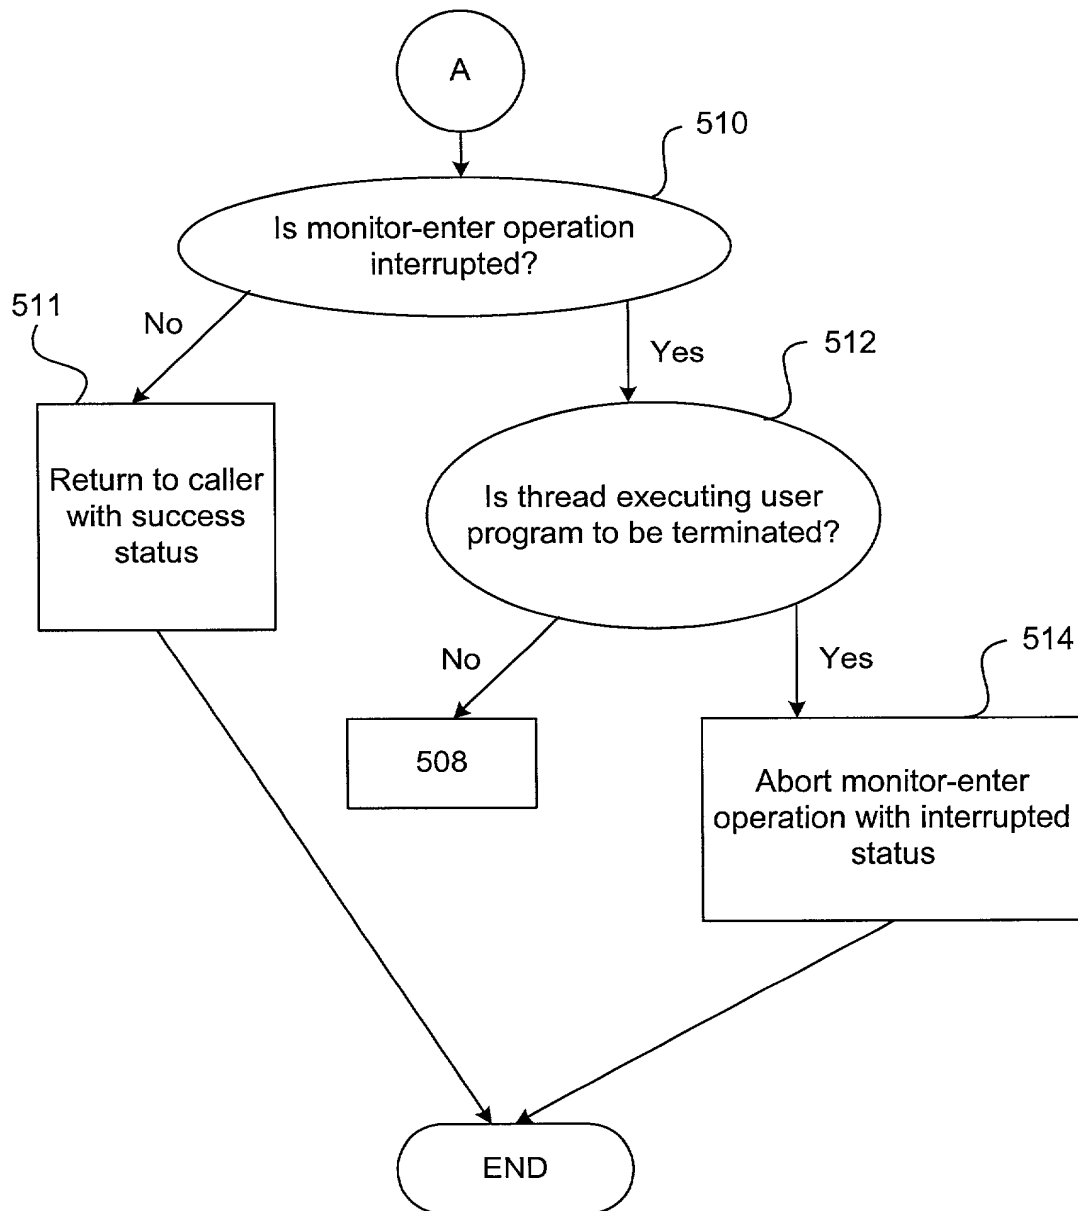 A
510
Is monitor-enter operation
interrupted?
511
No
Yes
512
Return to caller
with success
status
Is thread executing user
program to be terminated?
No
Yes
514
508
Abort monitor-enter
operation with interrupted
status
END